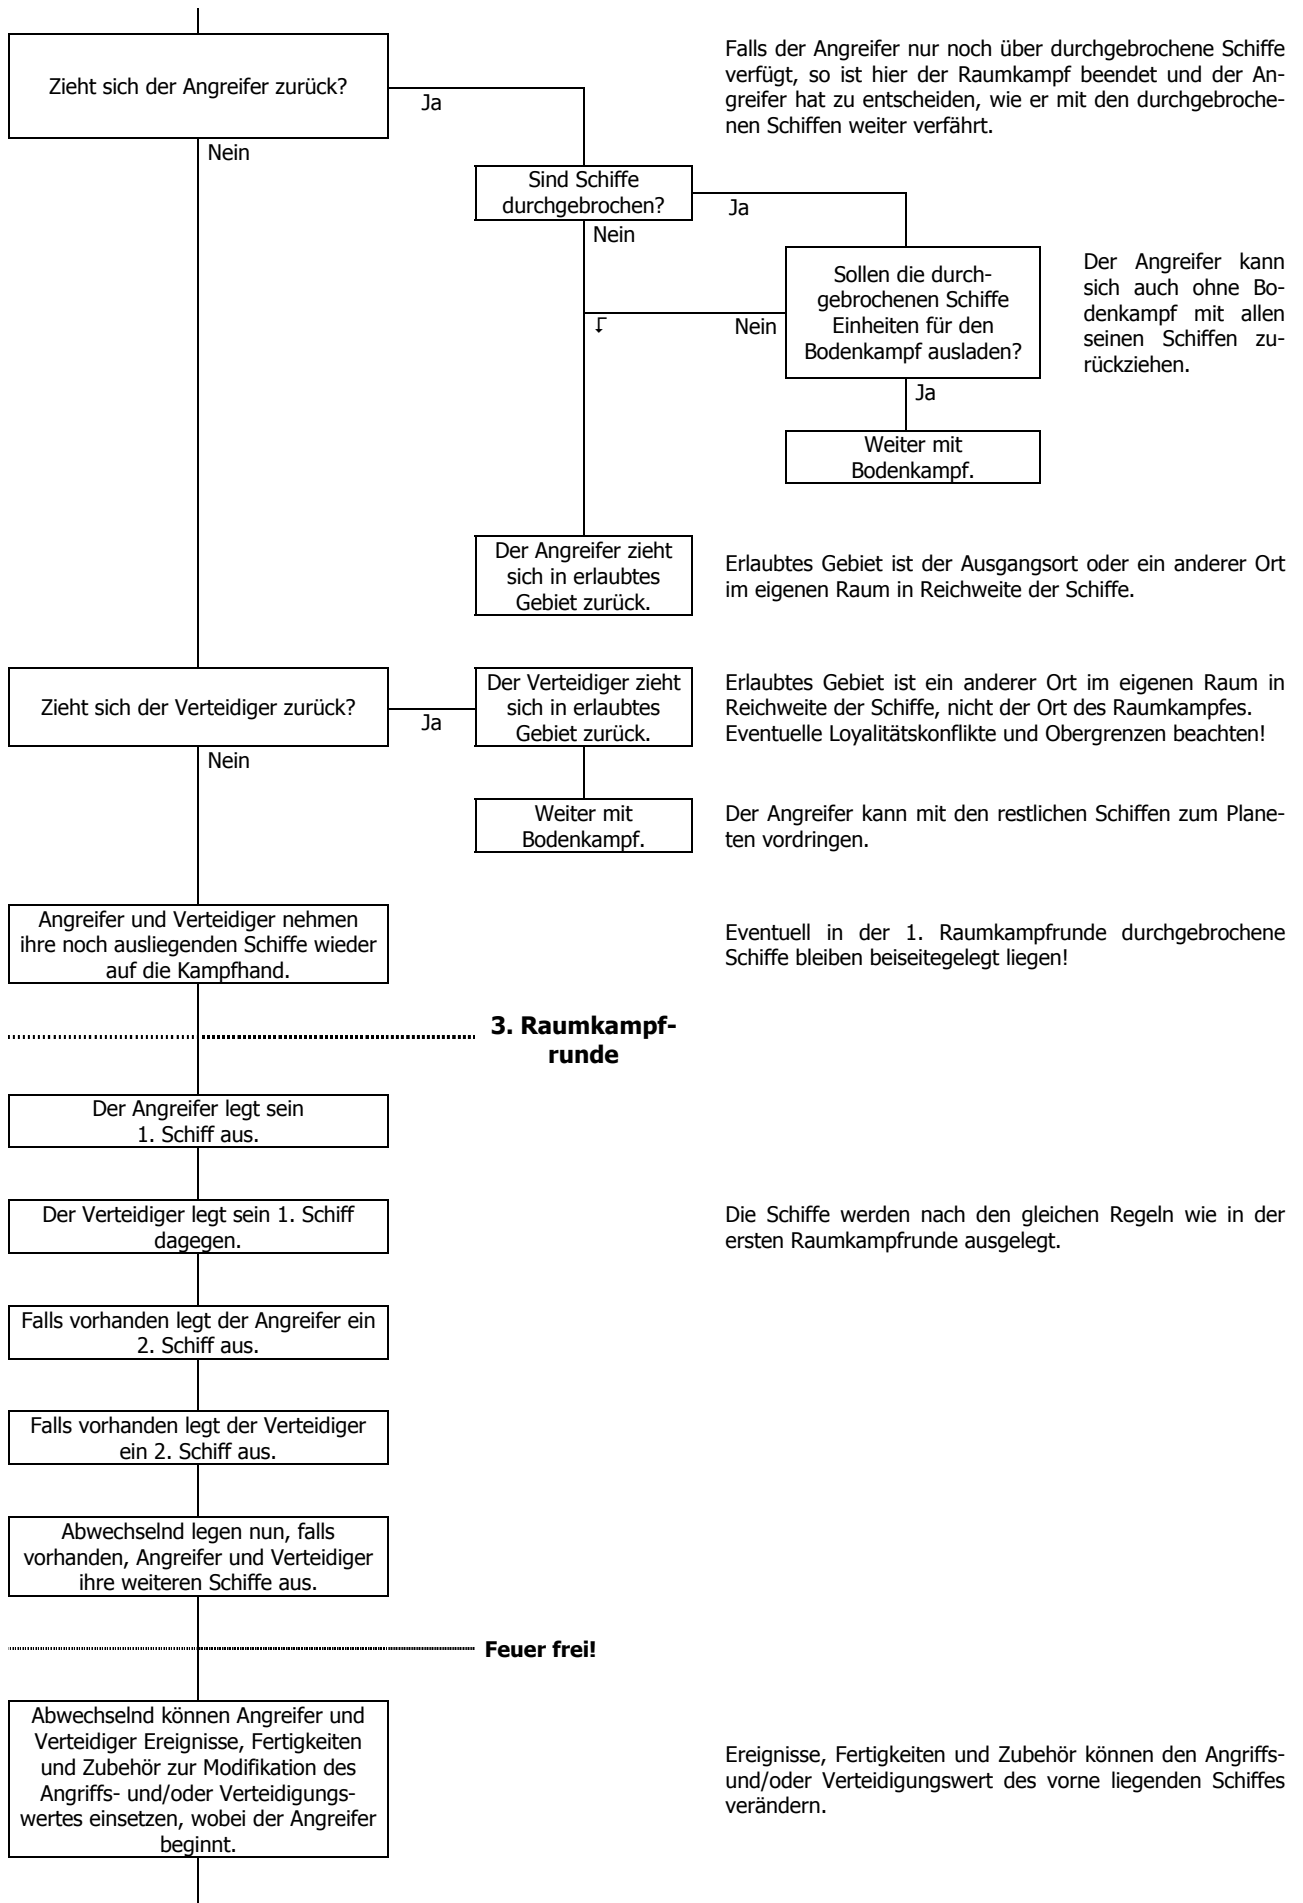 Zieht sich der Angreifer zurück?
Ja
Nein
Falls der Angreifer nur noch über durchgebrochene Schiffe
verfügt, so ist hier der Raumkampf beendet und der An-
greifer hat zu entscheiden, wie er mit den durchgebroche-
nen Schiffen weiter verfährt.
Sind Schiffe
durchgebrochen?
Ja
Nein
Sollen die durch-
gebrochenen Schiffe
Einheiten für den
Bodenkampf ausladen?
Nein
Ja
Der Angreifer kann
sich auch ohne Bo-
denkampf mit allen
seinen Schiffen zu-
rückziehen.
Weiter mit
Bodenkampf.
Der Angreifer zieht
sich in erlaubtes
Gebiet zurück.
Erlaubtes Gebiet ist der Ausgangsort oder ein anderer Ort
im eigenen Raum in Reichweite der Schiffe.
Zieht sich der Verteidiger zurück?
Ja
Nein
Der Verteidiger zieht
sich in erlaubtes
Gebiet zurück.
Erlaubtes Gebiet ist ein anderer Ort im eigenen Raum in
Reichweite der Schiffe, nicht der Ort des Raumkampfes.
Eventuelle Loyalitätskonflikte und Obergrenzen beachten!
Weiter mit
Bodenkampf.
Der Angreifer kann mit den restlichen Schiffen zum Plane-
ten vordringen.
Angreifer und Verteidiger nehmen
ihre noch ausliegenden Schiffe wieder
auf die Kampfhand.
Eventuell in der 1. Raumkampfrunde durchgebrochene
Schiffe bleiben beiseitegelegt liegen!
3. Raumkampf-
runde
Der Angreifer legt sein
1. Schiff aus.
Der Verteidiger legt sein 1. Schiff
dagegen.
Die Schiffe werden nach den gleichen Regeln wie in der
ersten Raumkampfrunde ausgelegt.
Falls vorhanden legt der Angreifer ein
2. Schiff aus.
Falls vorhanden legt der Verteidiger
ein 2. Schiff aus.
Abwechselnd legen nun, falls
vorhanden, Angreifer und Verteidiger
ihre weiteren Schiffe aus.
Feuer frei!
Abwechselnd können Angreifer und
Verteidiger Ereignisse, Fertigkeiten
und Zubehör zur Modifikation des
Angriffs- und/oder Verteidigungs-
wertes einsetzen, wobei der Angreifer
beginnt.
Ereignisse, Fertigkeiten und Zubehör können den Angriffs-
und/oder Verteidigungswert des vorne liegenden Schiffes
verändern.